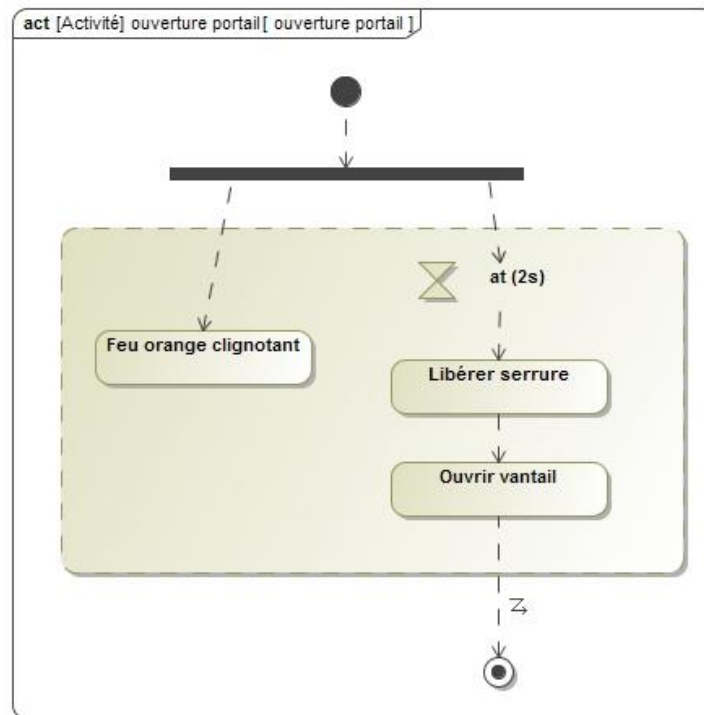 act [Activité] ouverture portail[ ouverture portail ]
at (2s)
Feu orange clignotant
Libérer serrure
Ouvrir vantail